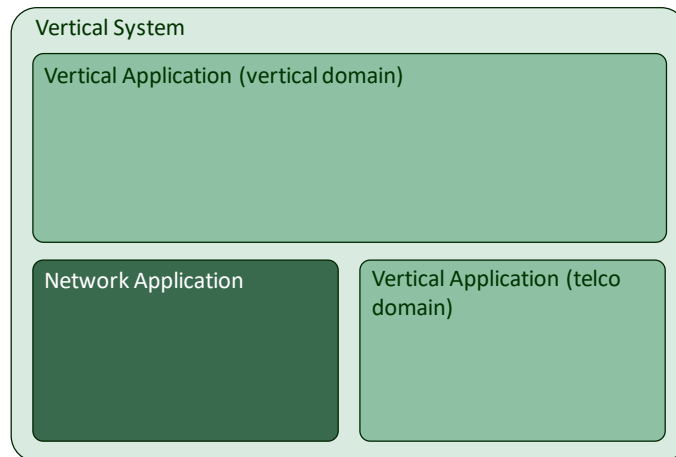 Vertical System
Vertical Application (vertical domain)
Network Application
Vertical Application (telco
domain)